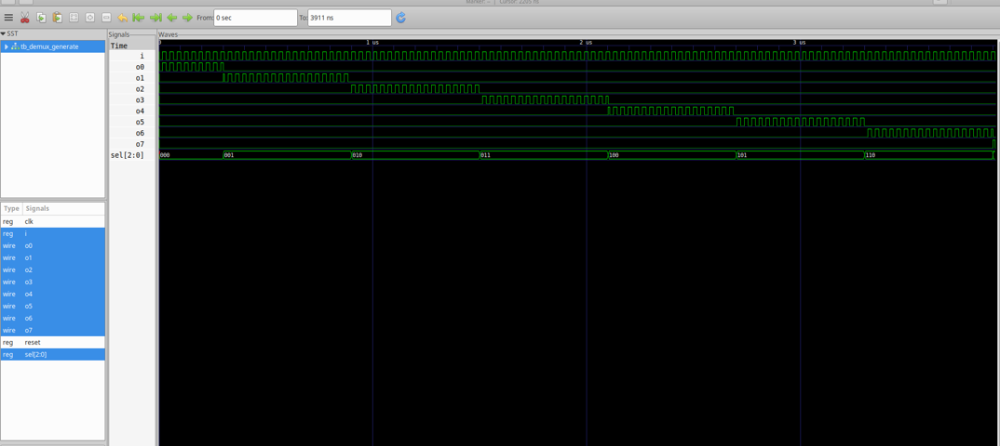 Marker: -- | Cursor: 2205 ns
From: 0 sec To: 3911 ns
SST
tb_demux_generate
Type Signals
reg clk
reg i
wire o0
wire o1
wire o2
wire o3
wire o4
wire o5
wire o6
wire o7
reg reset
reg sel[2:0]
Signals
Time
i
o0
o1
o2
o3
o4
o5
o6
o7
sel[2:0]
Waves
1 us 2 us 3 us
000 001 010 011 100 101 110